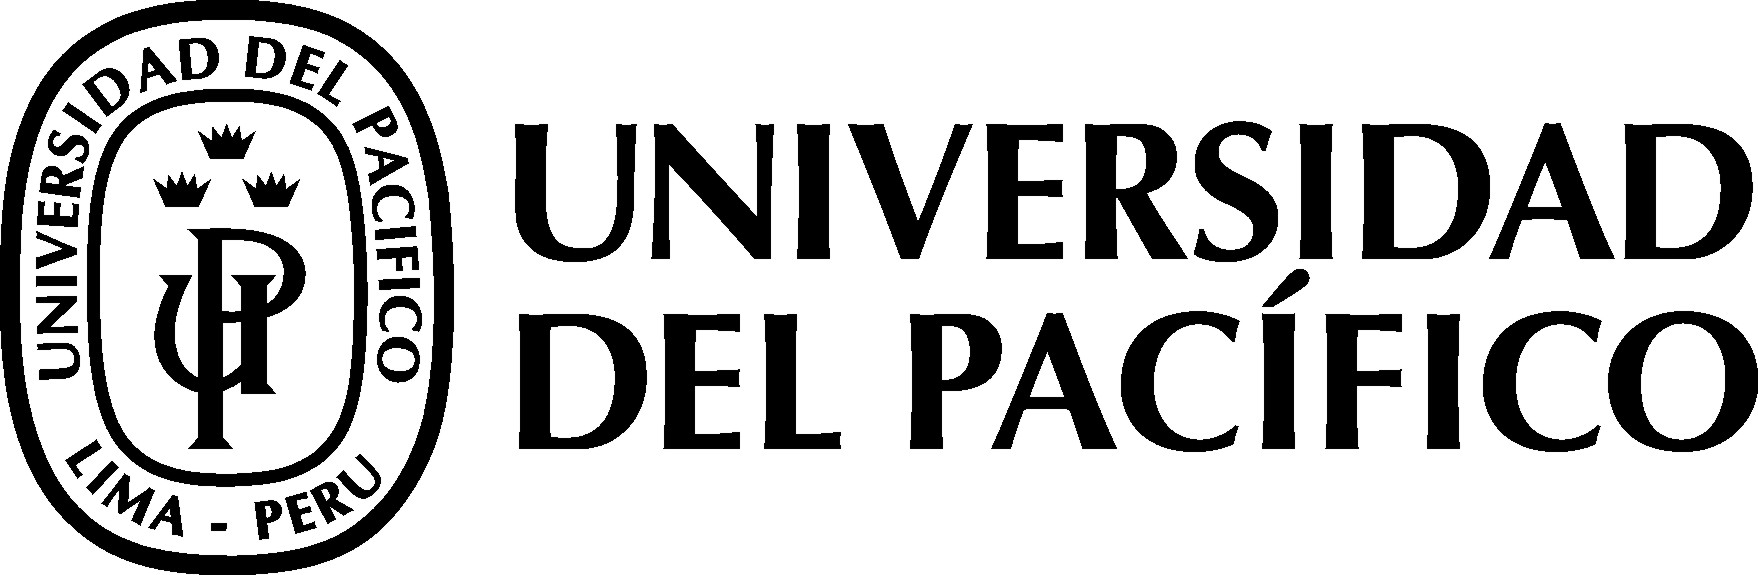 UNIVERSIDAD DEL PACIFICO
LIMA - PERU
UP
UNIVERSIDAD
DEL PACÍFICO